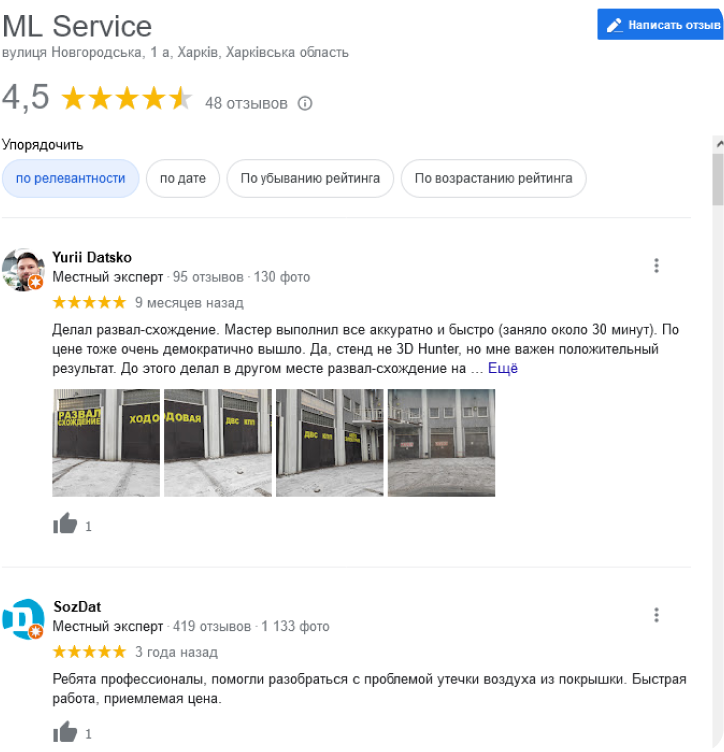 ML Service
Написать отзыв
вулиця Новгородська, 1 а, Харків, Харківська область
4,5
48 отзывов
Упорядочить
по релевантности
по дате
По убыванию рейтинга
По возрастанию рейтинга
Yurii Datsko
Местный эксперт · 95 отзывов · 130 фото
9 месяцев назад
Делал развал-схождение. Мастер выполнил все аккуратно и быстро (заняло около 30 минут). По
цене тоже очень демократично вышло. Да, стенд не 3D Hunter, но мне важен положительный
результат. До этого делал в другом месте развал-схождение на ... Ещё
РАЗВАЛ
СХОЖДЕНИЕ
ХОДО
ОДОВАЯ
ДВС КПП
ДВС КПП
1
SozDat
Местный эксперт · 419 отзывов · 1 133 фото
3 года назад
Ребята профессионалы, помогли разобраться с проблемой утечки воздуха из покрышки. Быстрая
работа, приемлемая цена.
1